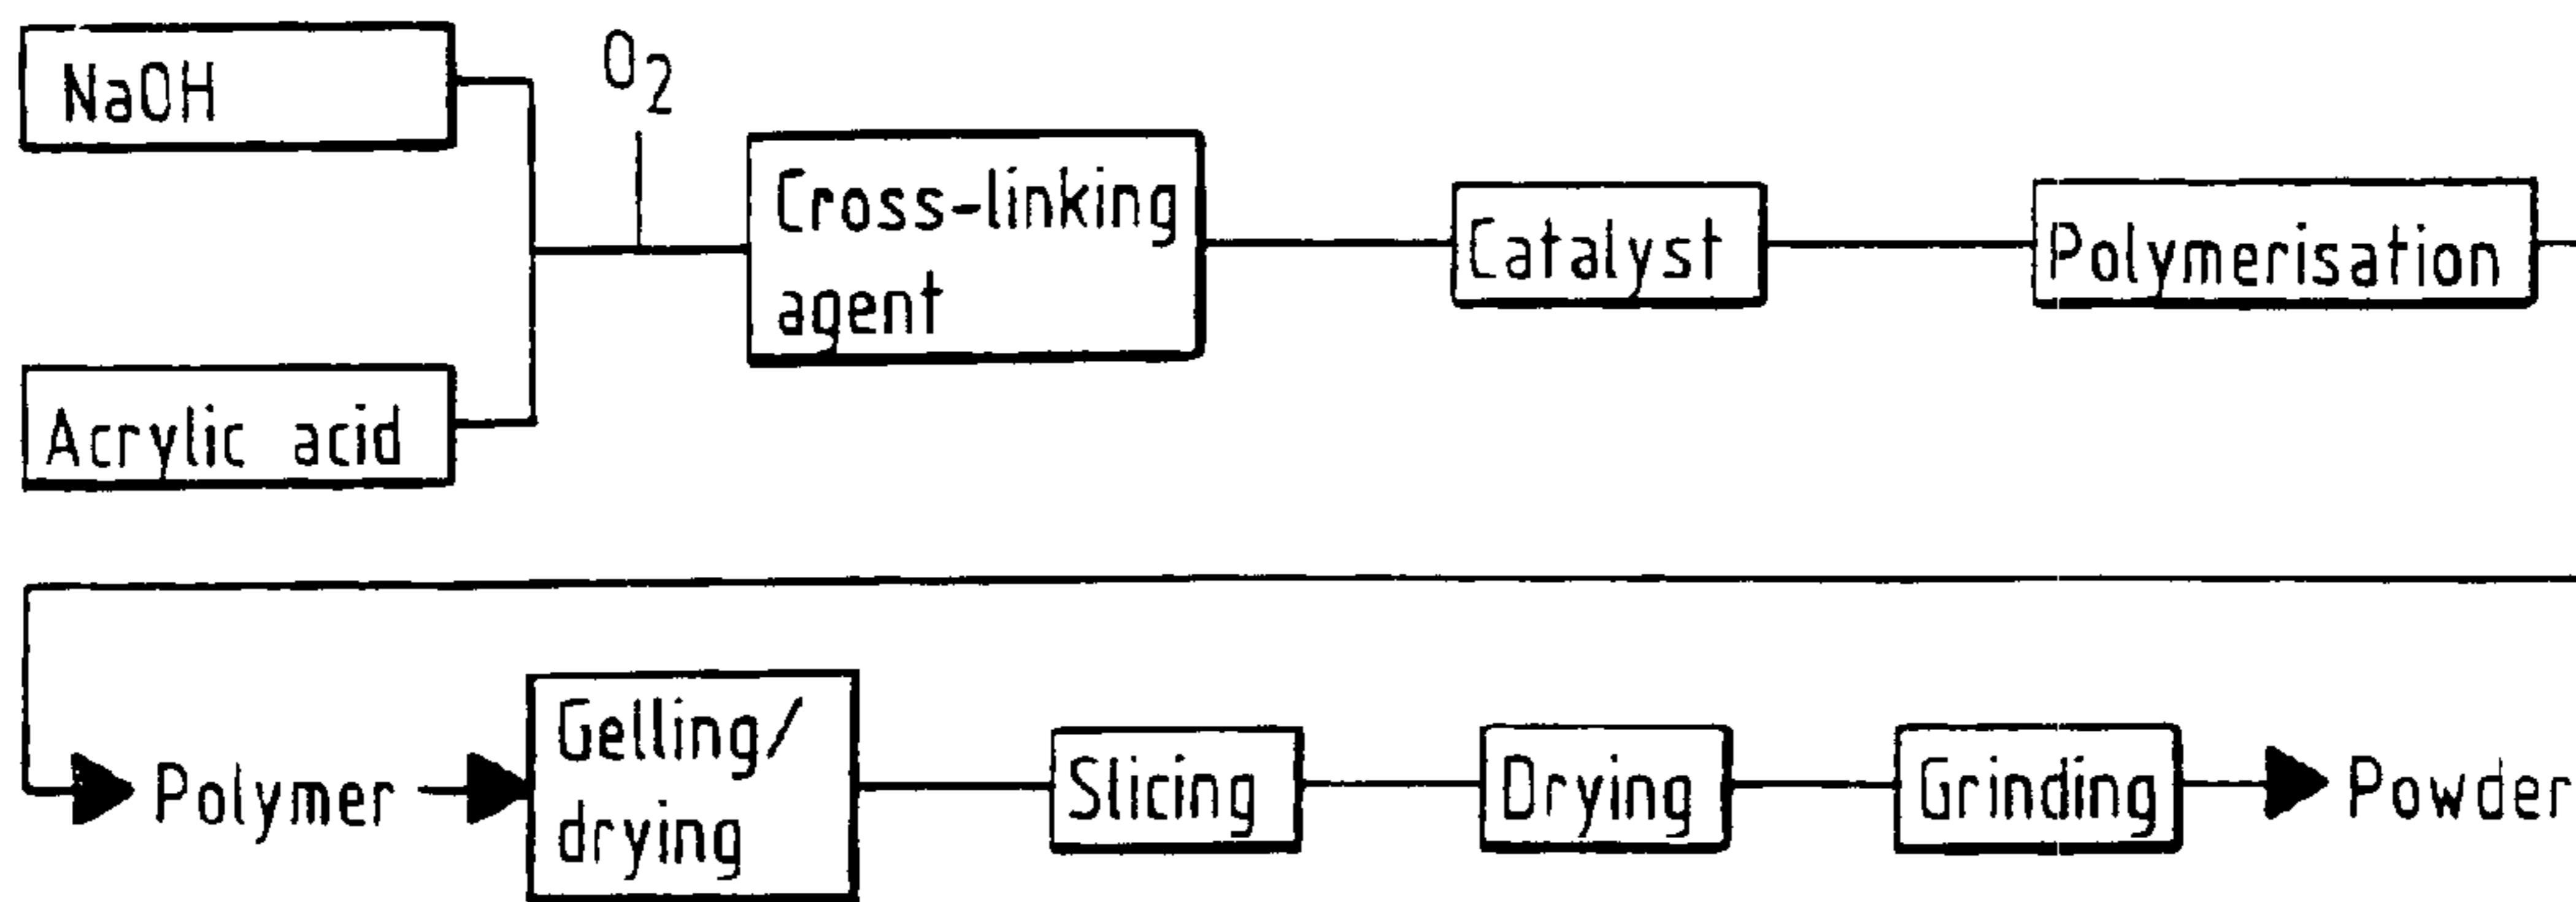 NaOH
O2
Cross-linking
agent
Catalyst
Polymerisation
Acrylic acid
Polymer
Gelling/
drying
Slicing
Drying
Grinding
Powder